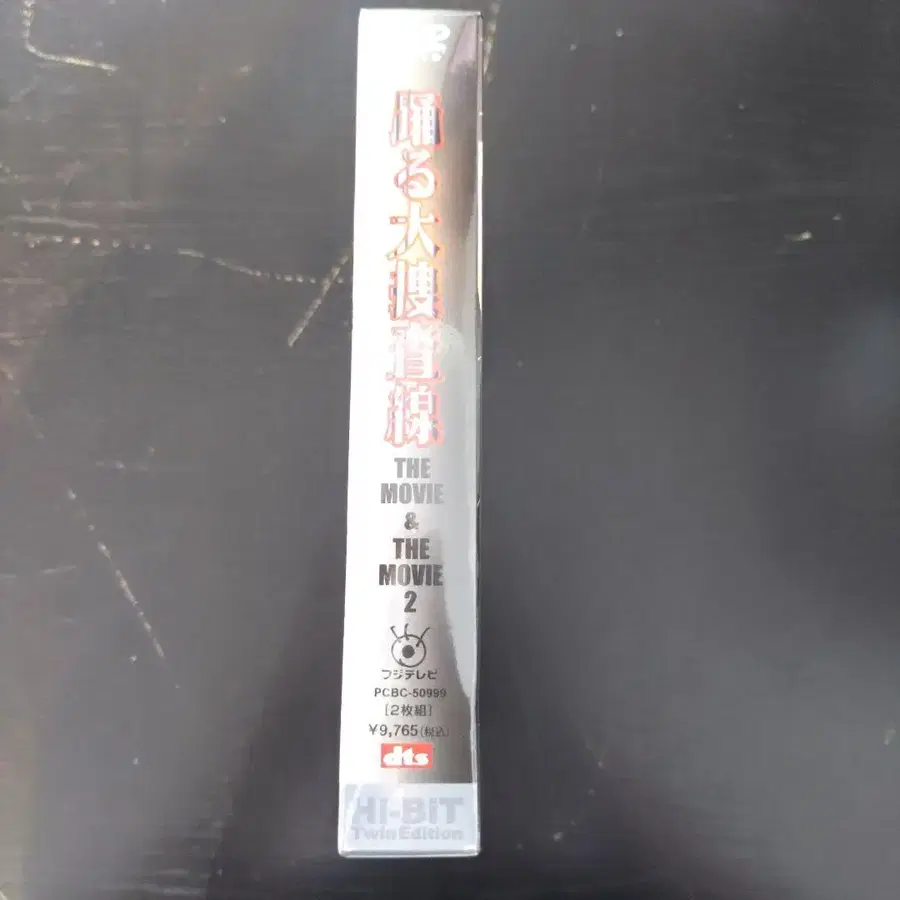 踊る大捜査線
THE
MOVIE
&
THE
MOVIE
2
フジテレビ
PCBC-50999
[2枚組]
¥9,765(税込)
dts
Hi-BiT
Twin Edition